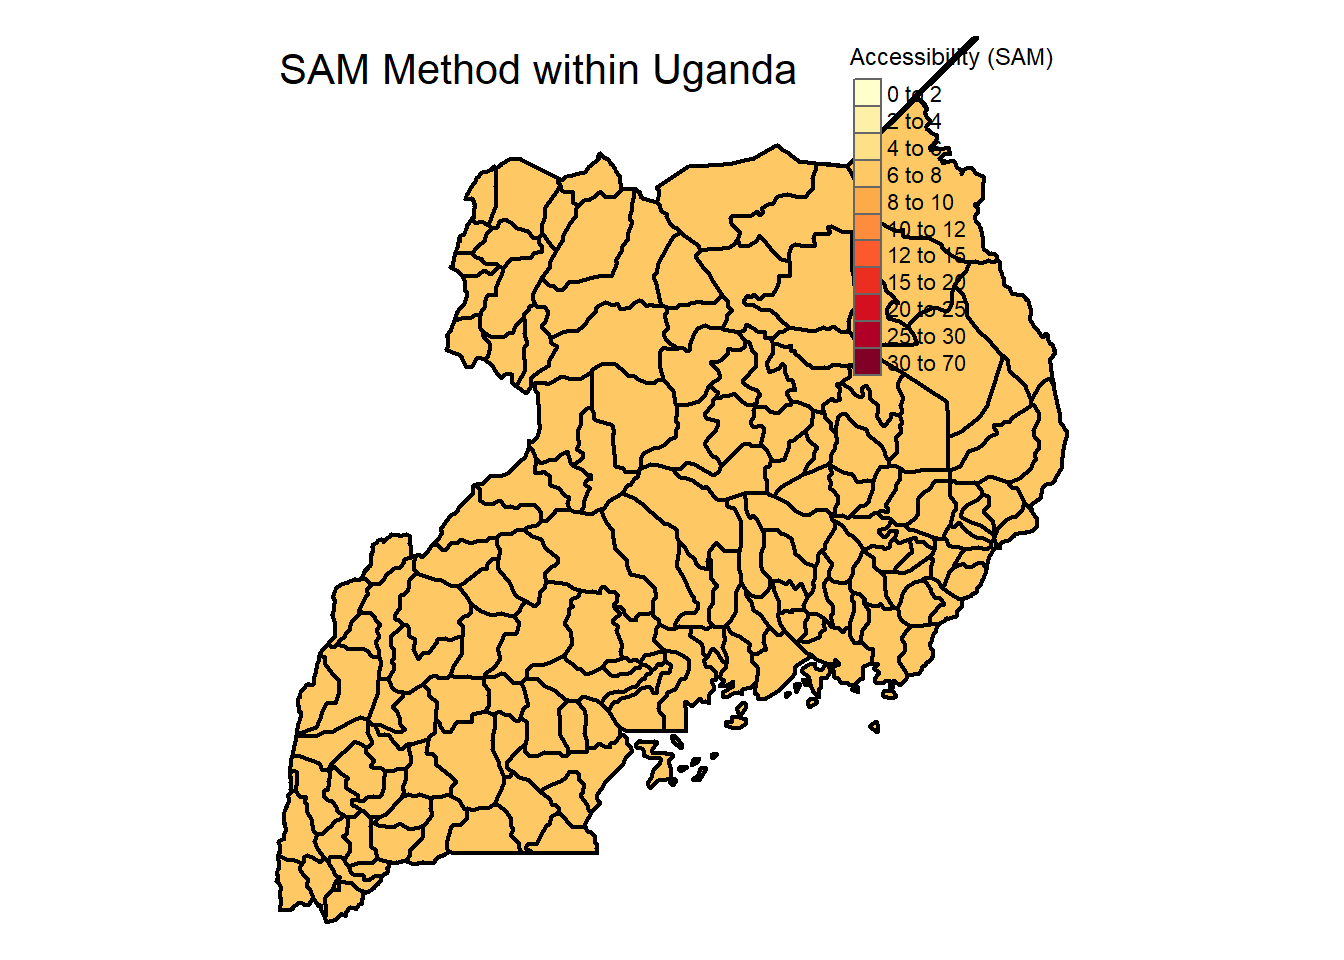 SAM Method within Uganda
Accessibility (SAM)
0 to 2
2 to 4
4 to 6
6 to 8
8 to 10
10 to 12
12 to 15
15 to 20
20 to 25
25 to 30
30 to 70